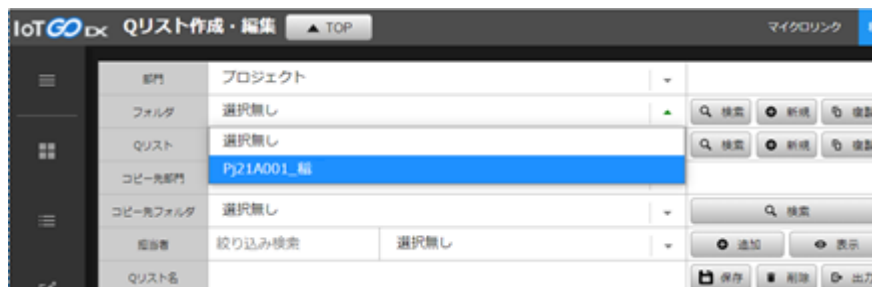 IoTGO EX Qリスト作成・編集 ▲ TOP マイクロリンク
部門 プロジェクト
フォルダ 選択無し 検索 新規 複製
Qリスト 選択無し 検索 新規 複製
コピー先部門 Pj21A001_稲
コピー先フォルダ 選択無し 検索
担当者 絞り込み検索 選択無し 追加 表示
Qリスト名 保存 削除 出力